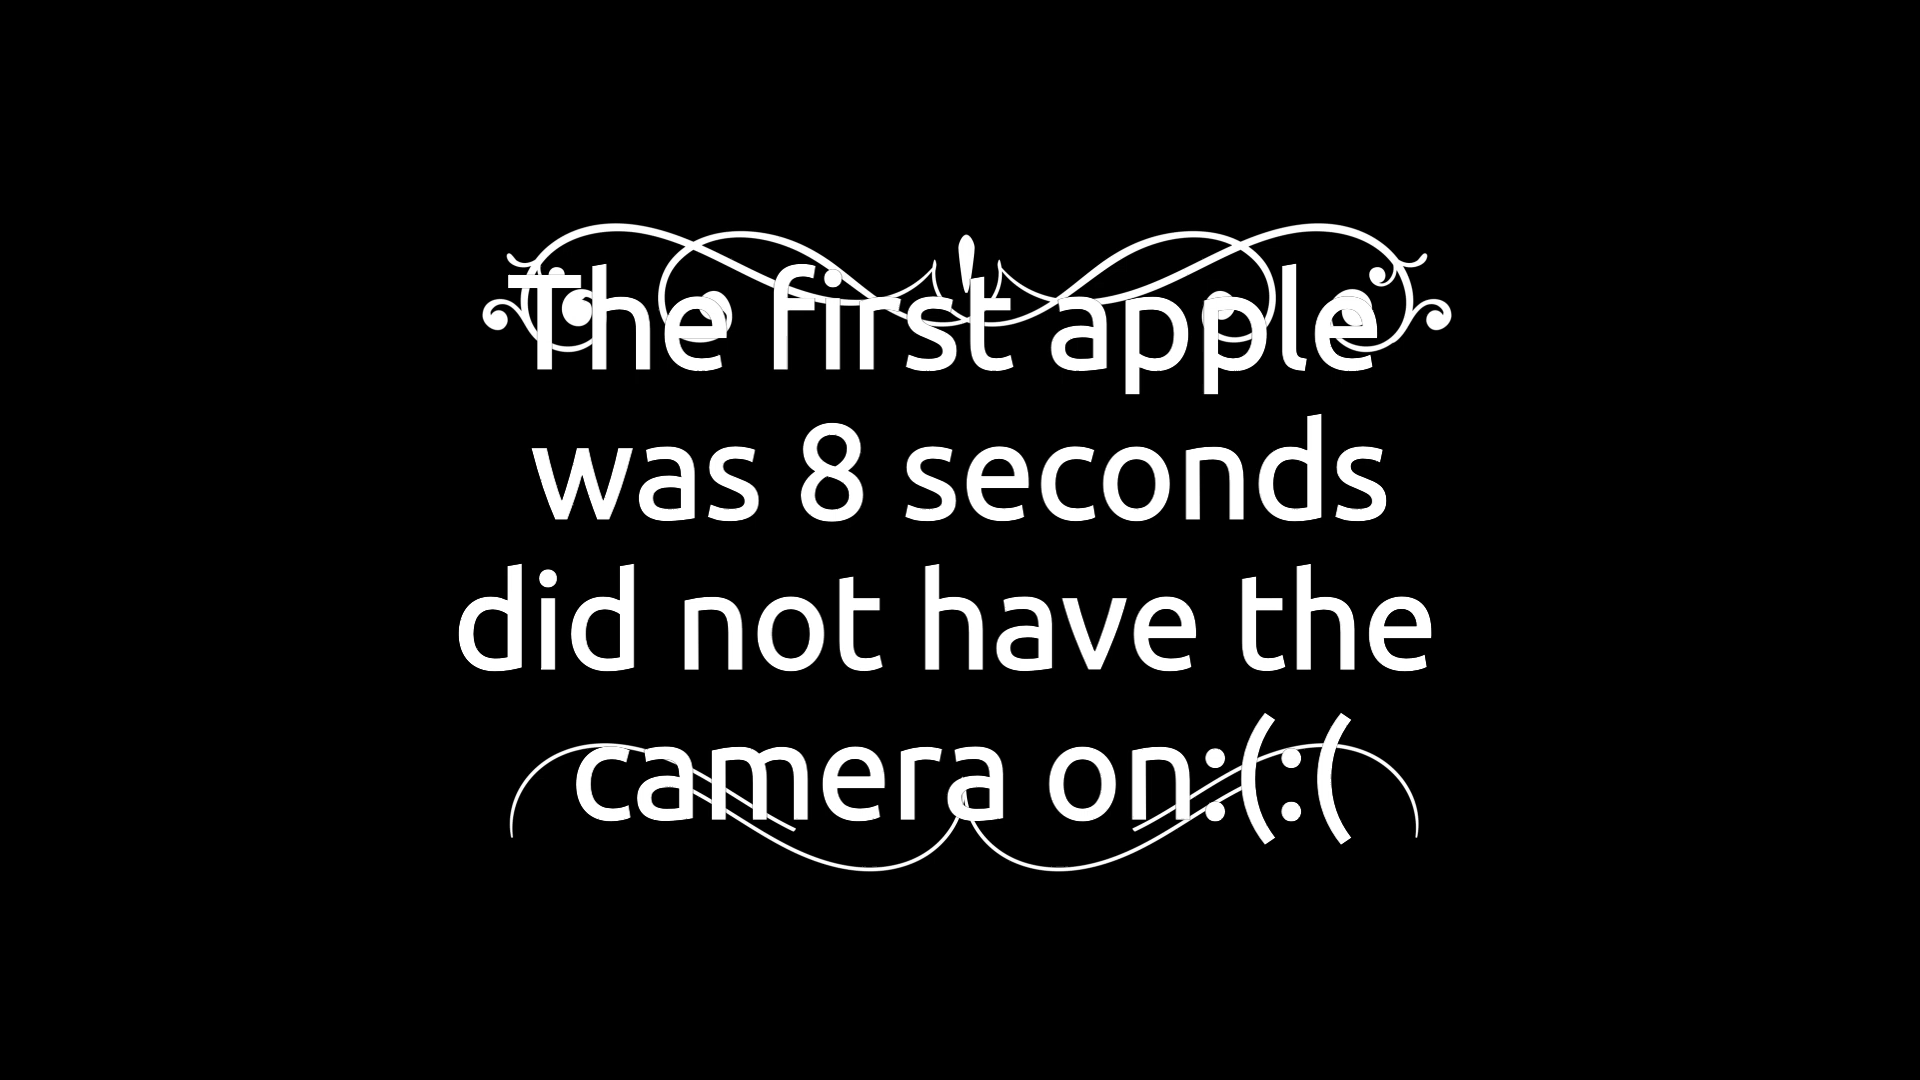 The first apple
was 8 seconds
did not have the
camera on:(:(